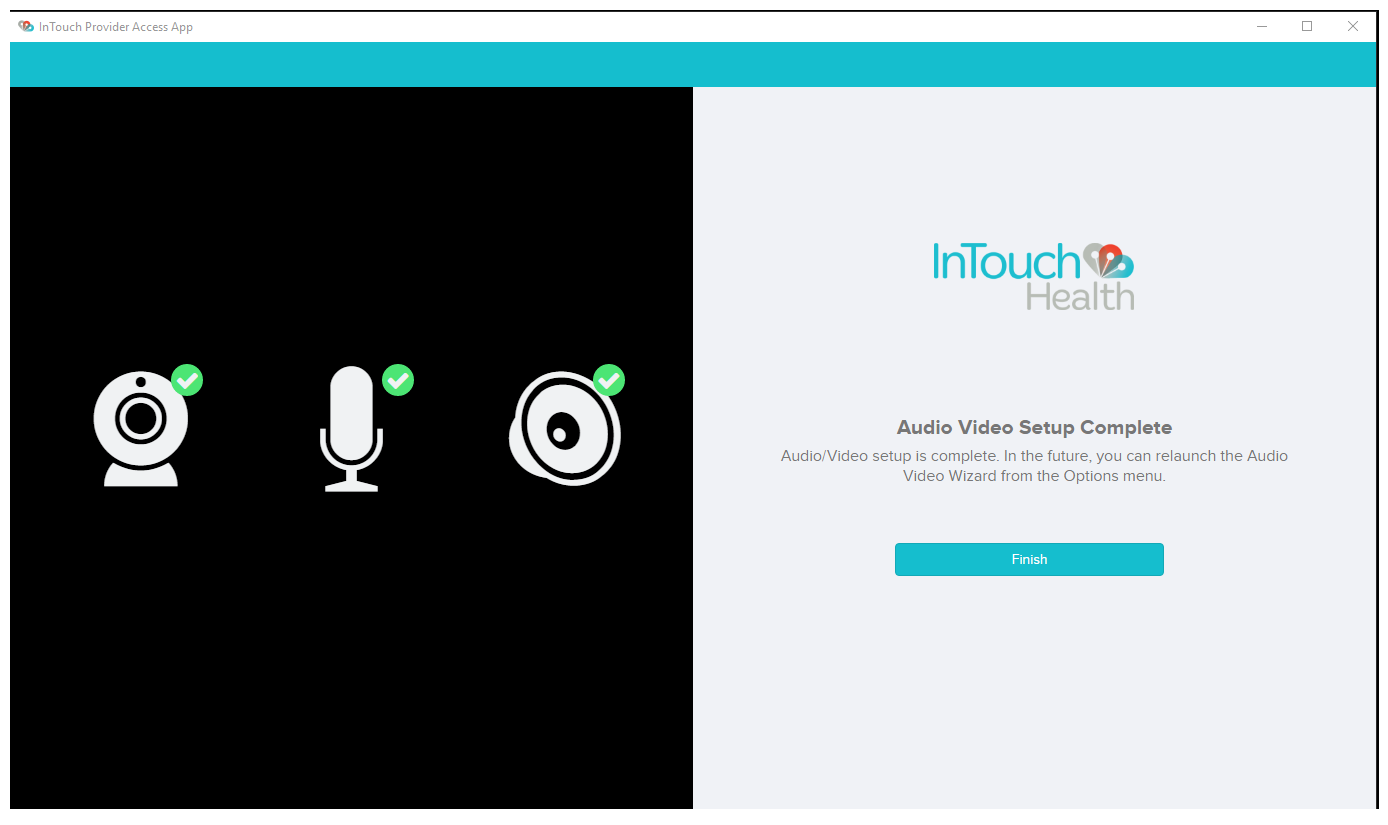 InTouch Provider Access App
InTouch
Health
Audio Video Setup Complete
Audio/Video setup is complete. In the future, you can relaunch the Audio
Video Wizard from the Options menu.
Finish